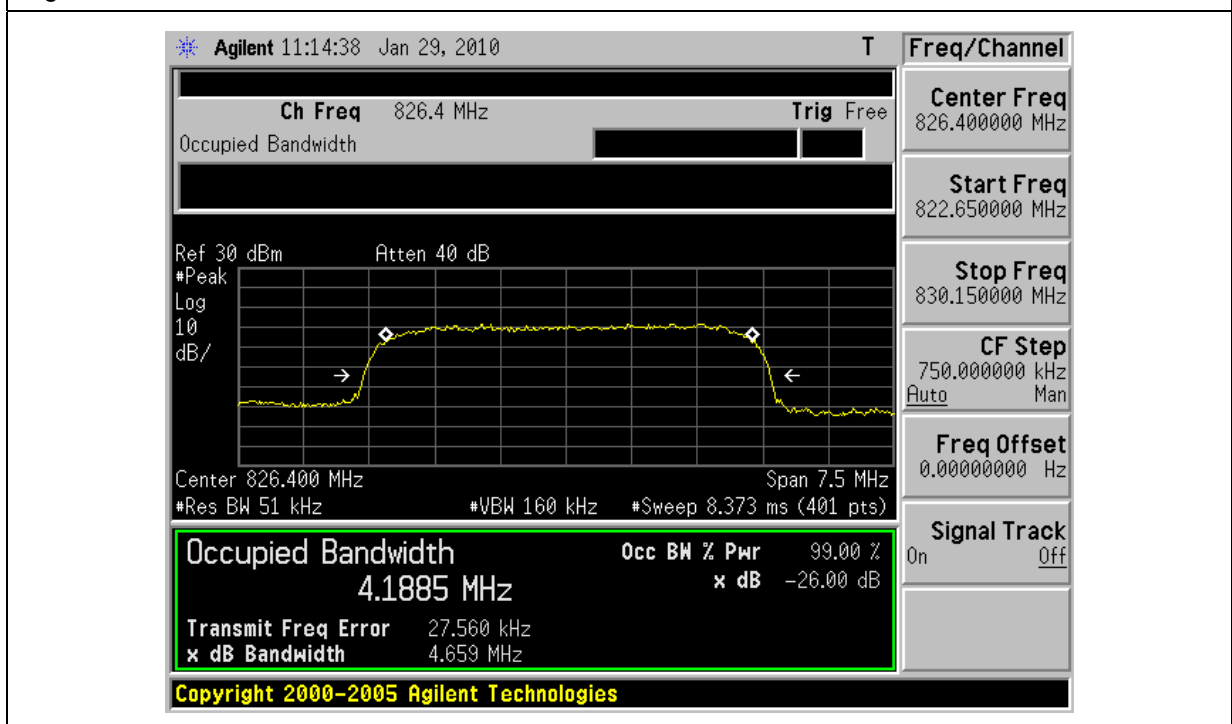 Agilent 11:14:38 Jan 29, 2010 T
Freq/Channel
Ch Freq 826.4 MHz Trig Free
Occupied Bandwidth
Center Freq
826.400000 MHz
Start Freq
822.650000 MHz
Stop Freq
830.150000 MHz
CF Step
750.000000 kHz
Auto Man
Freq Offset
0.00000000 Hz
Signal Track
On Off
Ref 30 dBm Atten 40 dB
#Peak
Log
10
dB/
Center 826.400 MHz Span 7.5 MHz
#Res BW 51 kHz #VBW 160 kHz #Sweep 8.373 ms (401 pts)
Occupied Bandwidth Occ BW % Pwr 99.00 %
4.1885 MHz x dB -26.00 dB
Transmit Freq Error 27.560 kHz
x dB Bandwidth 4.659 MHz
Copyright 2000-2005 Agilent Technologies